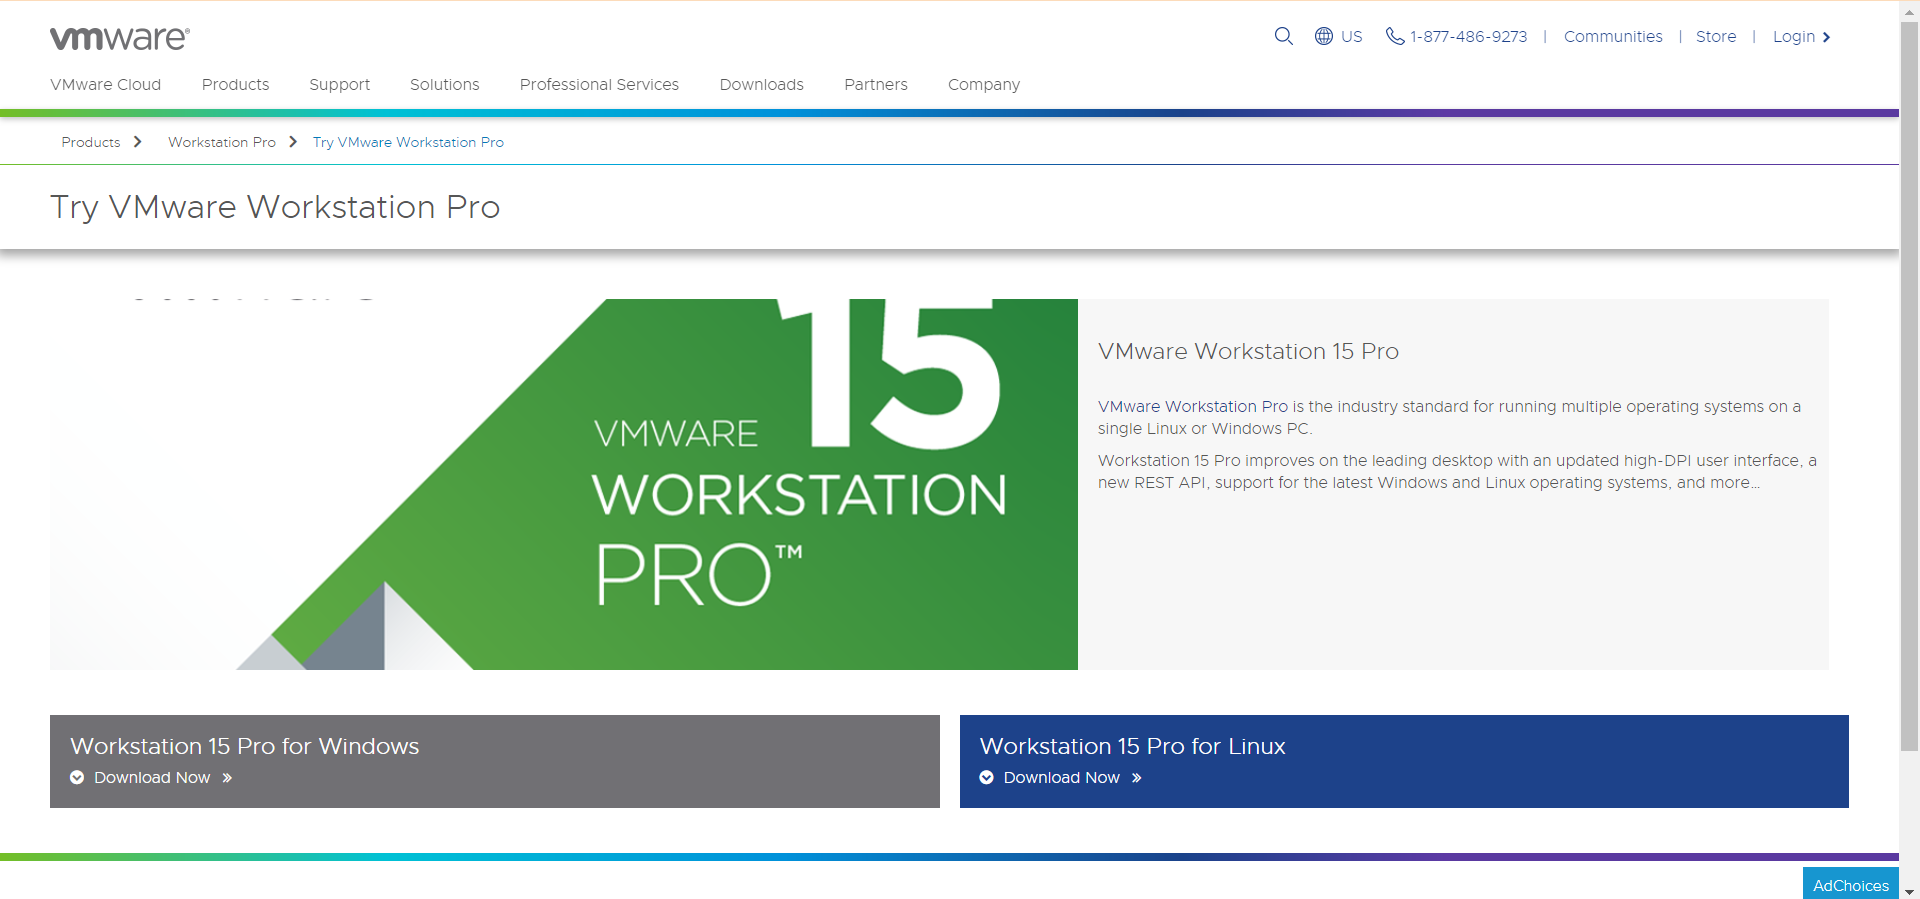 vmware®
US
1-877-486-9273 | Communities | Store | Login
VMware Cloud Products Support Solutions Professional Services Downloads Partners Company
Products Workstation Pro Try VMware Workstation Pro
Try VMware Workstation Pro
15
VMWARE
WORKSTATION
PRO™
VMware Workstation 15 Pro
VMware Workstation Pro is the industry standard for running multiple operating systems on a
single Linux or Windows PC.
Workstation 15 Pro improves on the leading desktop with an updated high-DPI user interface, a
new REST API, support for the latest Windows and Linux operating systems, and more...
Workstation 15 Pro for Windows
Download Now »
Workstation 15 Pro for Linux
Download Now »
AdChoices